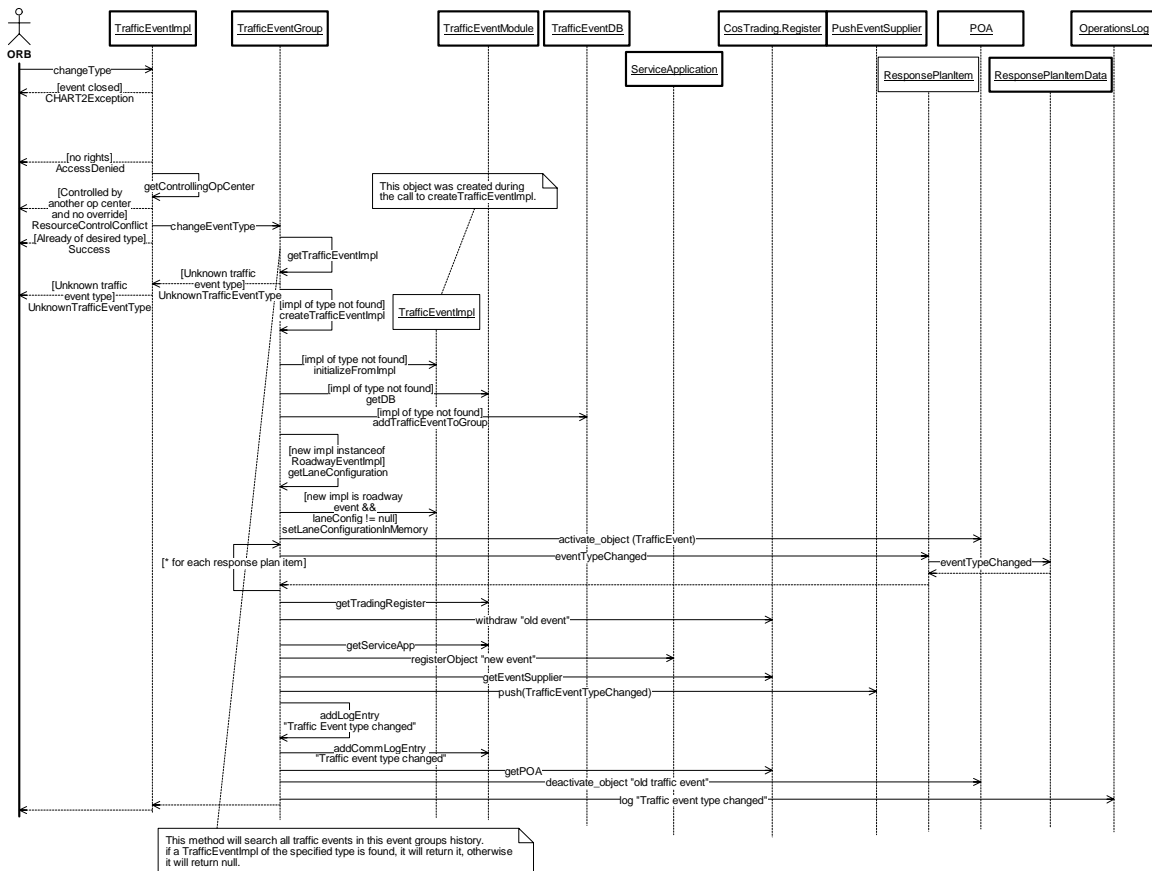 TrafficEventImpl
TrafficEventGroup
TrafficEventModule
TrafficEventDB
CosTrading.Register
PushEventSupplier
POA
OperationsLog
ORB
ServiceApplication
ResponsePlanItem
ResponsePlanItemData
changeType
[event closed]
CHART2Exception
[no rights]
AccessDenied
getControllingOpCenter
[Controlled by
another op center
and no override]
ResourceControlConflict
This object was created during
the call to createTrafficEventImpl.
changeEventType
[Already of desired type]
Success
getTrafficEventImpl
[Unknown traffic
event type]
UnknownTrafficEventType
[Unknown traffic
event type]
UnknownTrafficEventType
[impl of type not found]
createTrafficEventImpl
TrafficEventImpl
[impl of type not found]
initializeFromImpl
[impl of type not found]
getDB
[impl of type not found]
addTrafficEventToGroup
[new impl instanceof
RoadwayEventImpl]
getLaneConfiguration
[new impl is roadway
event &&
laneConfig != null]
setLaneConfigurationInMemory
activate_object (TrafficEvent)
eventTypeChanged
eventTypeChanged
[* for each response plan item]
getTradingRegister
withdraw "old event"
getServiceApp
registerObject "new event"
getEventSupplier
push(TrafficEventTypeChanged)
addLogEntry
"Traffic Event type changed"
addCommLogEntry
"Traffic event type changed"
getPOA
deactivate_object "old traffic event"
log "Traffic event type changed"
This method will search all traffic events in this event groups history.
if a TrafficEventImpl of the specified type is found, it will return it, otherwise
it will return null.